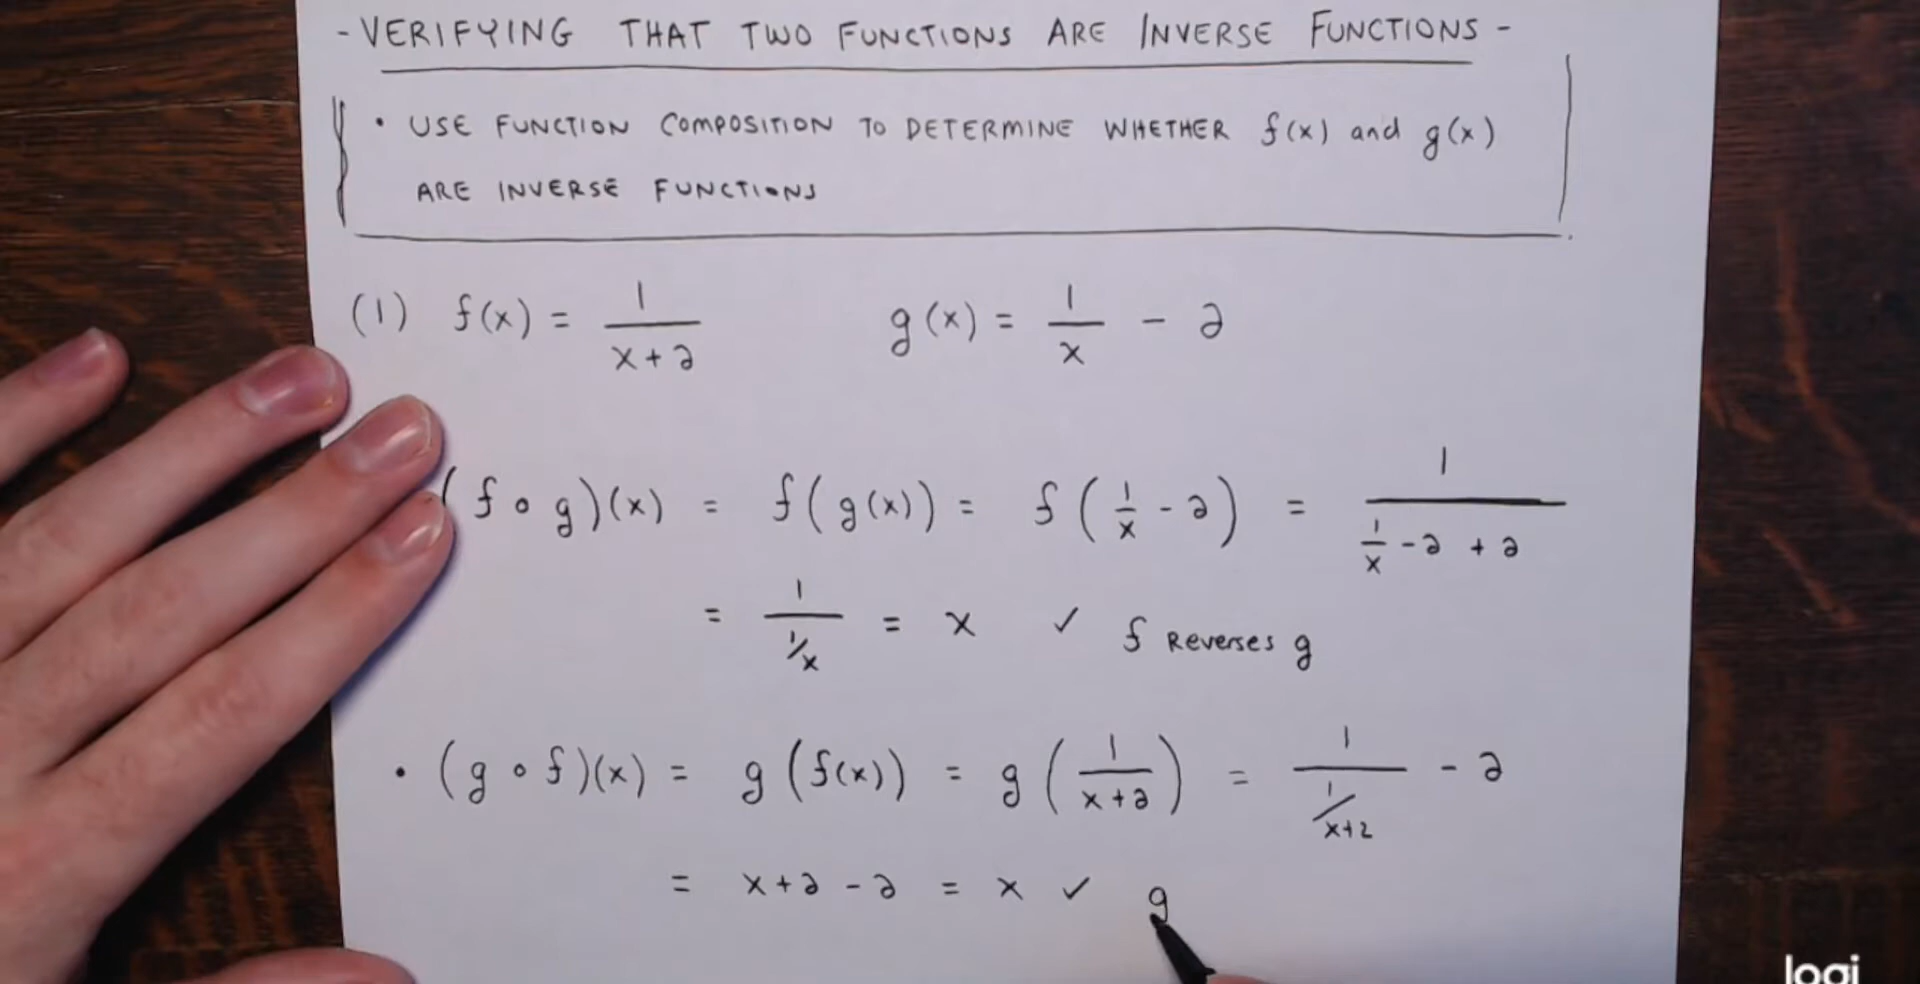 - VERIFYING THAT TWO FUNCTIONS ARE INVERSE FUNCTIONS -
• USE FUNCTION COMPOSITION TO DETERMINE WHETHER f(x) and g(x)
ARE INVERSE FUNCTIONS
(1) f(x) = 1/(x+2) g(x) = 1/x - 2
(f ∘ g)(x) = f(g(x)) = f(1/x - 2) = 1/(1/x - 2 + 2)
= 1/(1/x) = x ✓ f Reverses g
• (g ∘ f)(x) = g(f(x)) = g(1/(x+2)) = 1/(1/(x+2)) - 2
= x+2 - 2 = x ✓ g
logi